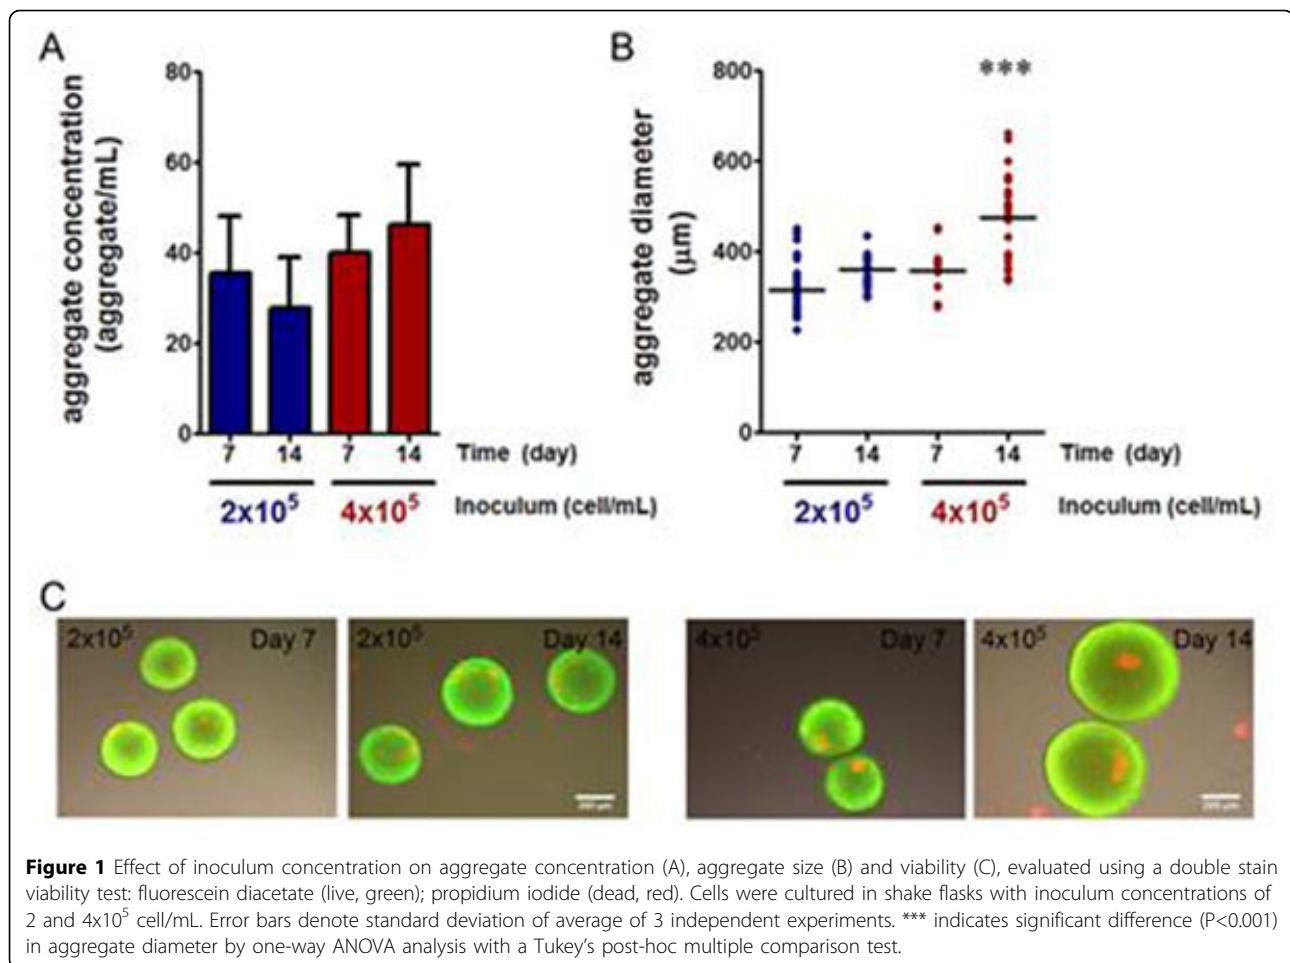 A
aggregate concentration
(aggregate/mL)
80
60
40
20
0
7 14 7 14 Time (day)
2x10⁵ 4x10⁵ Inoculum (cell/mL)
B
aggregate diameter
(µm)
800
600
400
200
0
***
7 14 7 14 Time (day)
2x10⁵ 4x10⁵ Inoculum (cell/mL)
C
2x10⁵ Day 7
2x10⁵ Day 14
4x10⁵ Day 7
4x10⁵ Day 14
Figure 1 Effect of inoculum concentration on aggregate concentration (A), aggregate size (B) and viability (C), evaluated using a double stain
viability test: fluorescein diacetate (live, green); propidium iodide (dead, red). Cells were cultured in shake flasks with inoculum concentrations of
2 and 4x10⁵ cell/mL. Error bars denote standard deviation of average of 3 independent experiments. *** indicates significant difference (P<0.001)
in aggregate diameter by one-way ANOVA analysis with a Tukey's post-hoc multiple comparison test.